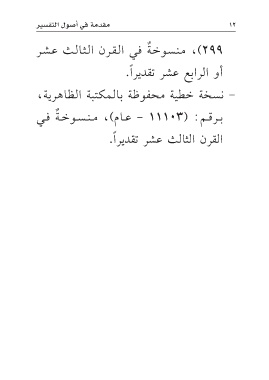 ١٢ مقدمة في أصول التفسير
٢٩٩)، منسوخةٌ في القرن الثالث عشر
أو الرابع عشر تقديراً.
- نسخة خطية محفوظة بالمكتبة الظاهرية،
برقم: (١١١٠٣ - عام)، منسوخةٌ في
القرن الثالث عشر تقديراً.